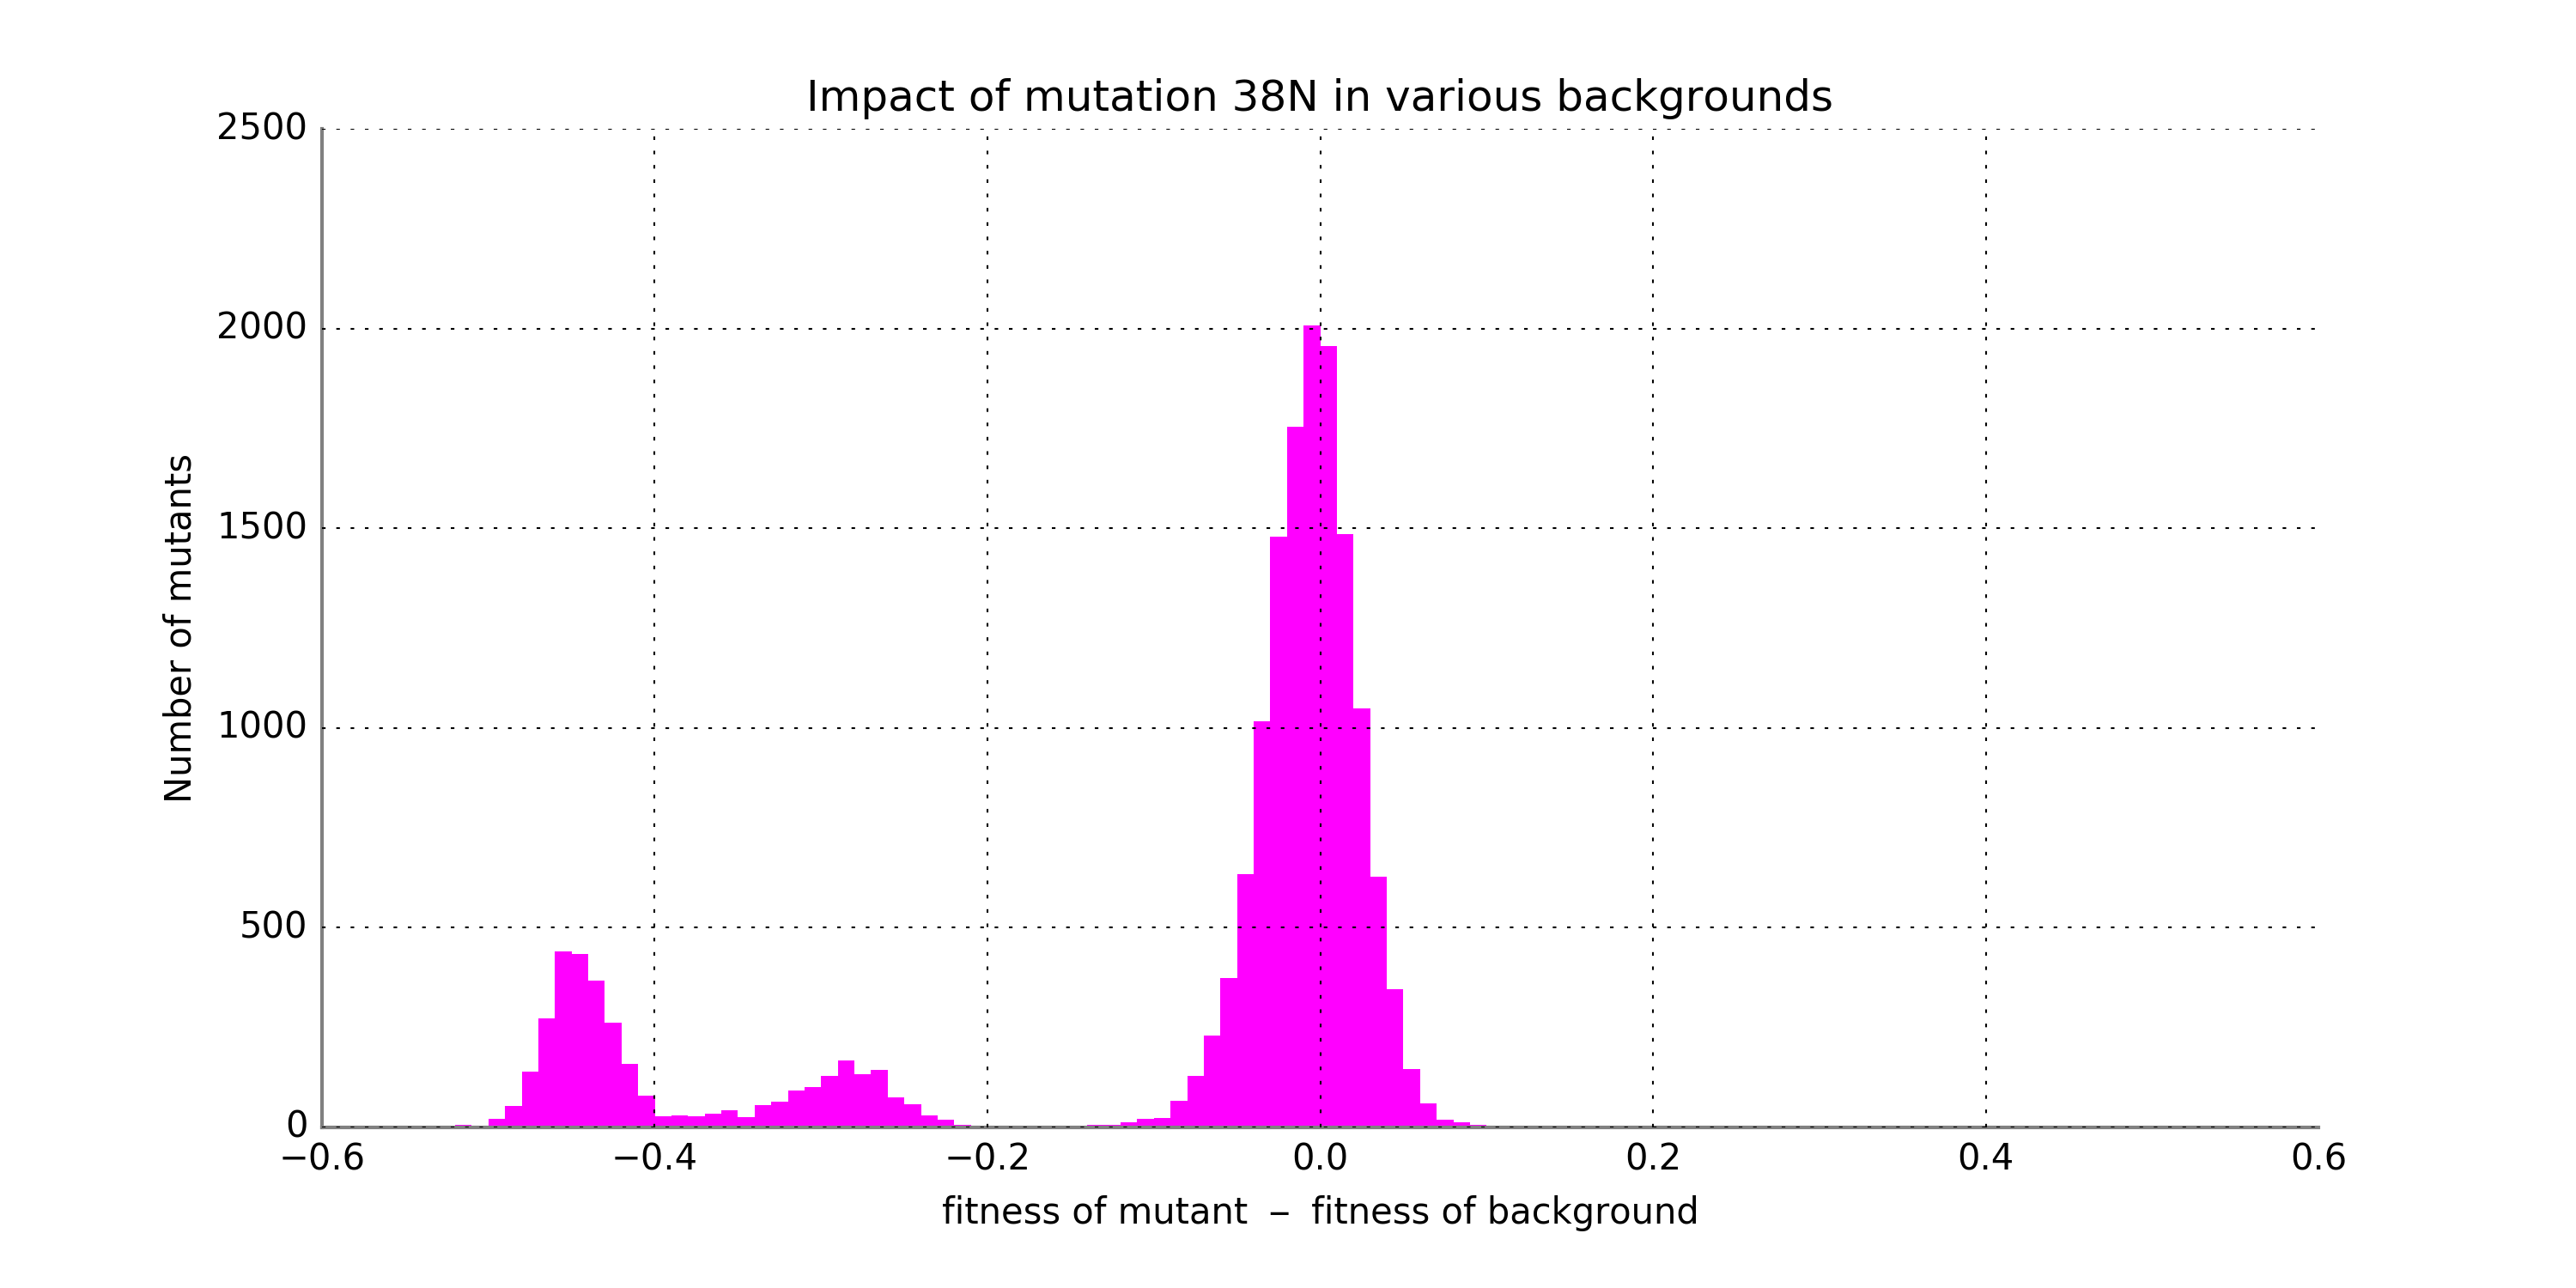 Impact of mutation 38N in various backgrounds
2500
2000
1500
1000
500
0
Number of mutants
−0.6 −0.4 −0.2 0.0 0.2 0.4 0.6
fitness of mutant − fitness of background